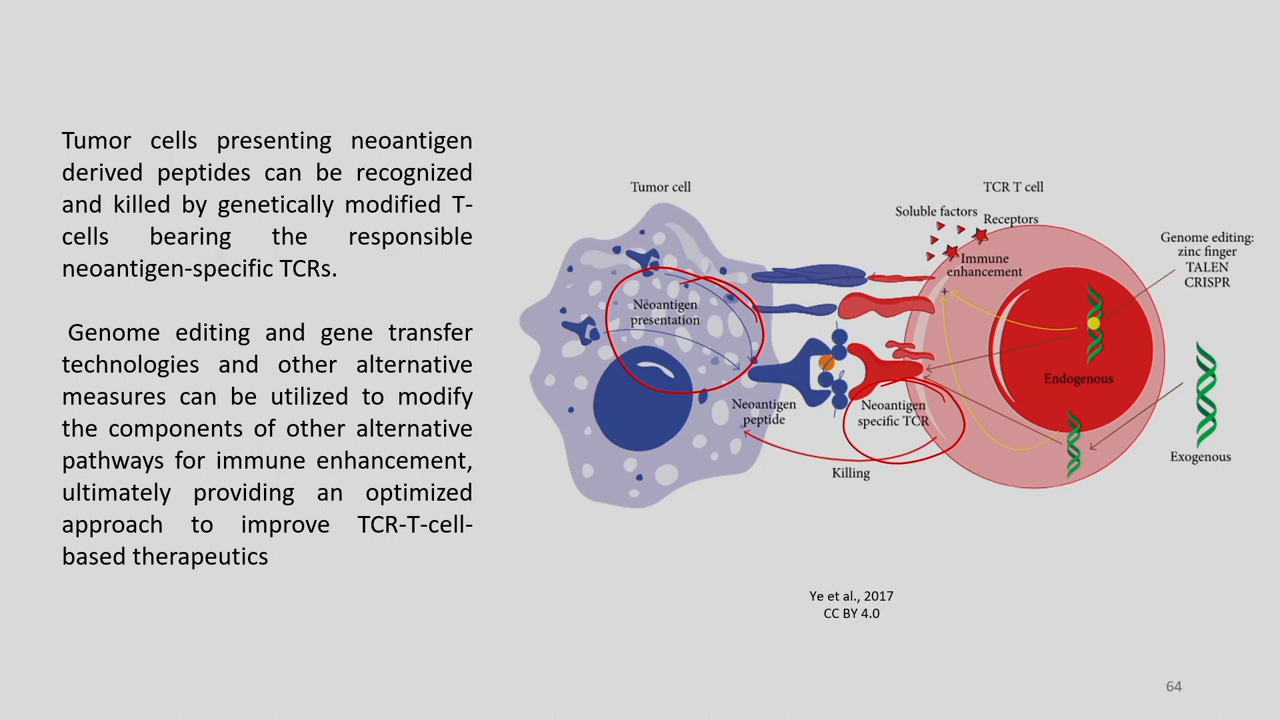 Tumor cells presenting neoantigen
derived peptides can be recognized
and killed by genetically modified T-
cells bearing the responsible
neoantigen-specific TCRs.
Genome editing and gene transfer
technologies and other alternative
measures can be utilized to modify
the components of other alternative
pathways for immune enhancement,
ultimately providing an optimized
approach to improve TCR-T-cell-
based therapeutics
Tumor cell
TCR T cell
Soluble factors
Receptors
Immune
enhancement
+
Genome editing:
zinc finger
TALEN
CRISPR
Neoantigen
presentation
Endogenous
Neoantigen
peptide
Neoantigen
specific TCR
Killing
Exogenous
Ye et al., 2017
CC BY 4.0
64